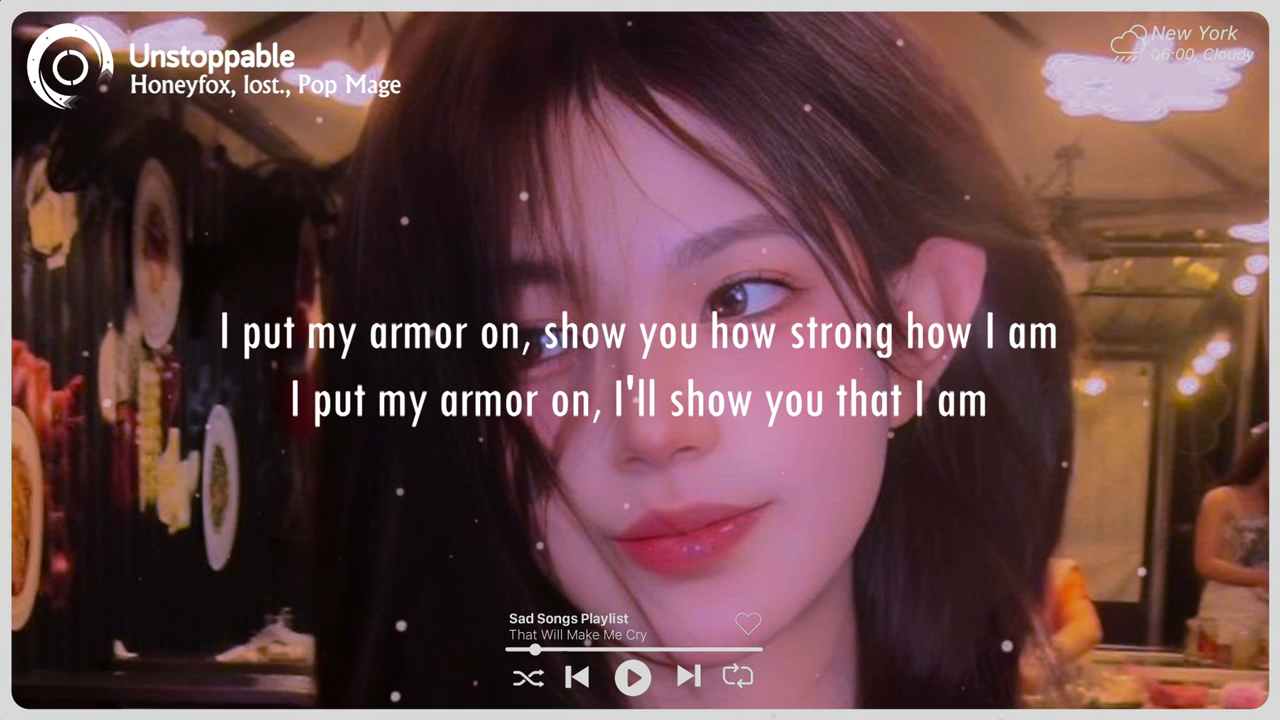 Unstoppable
Honeyfox, lost., Pop Mage
New York
06:00, Cloudy
I put my armor on, show you how strong how I am
I put my armor on, I'll show you that I am
Sad Songs Playlist
That Will Make Me Cry